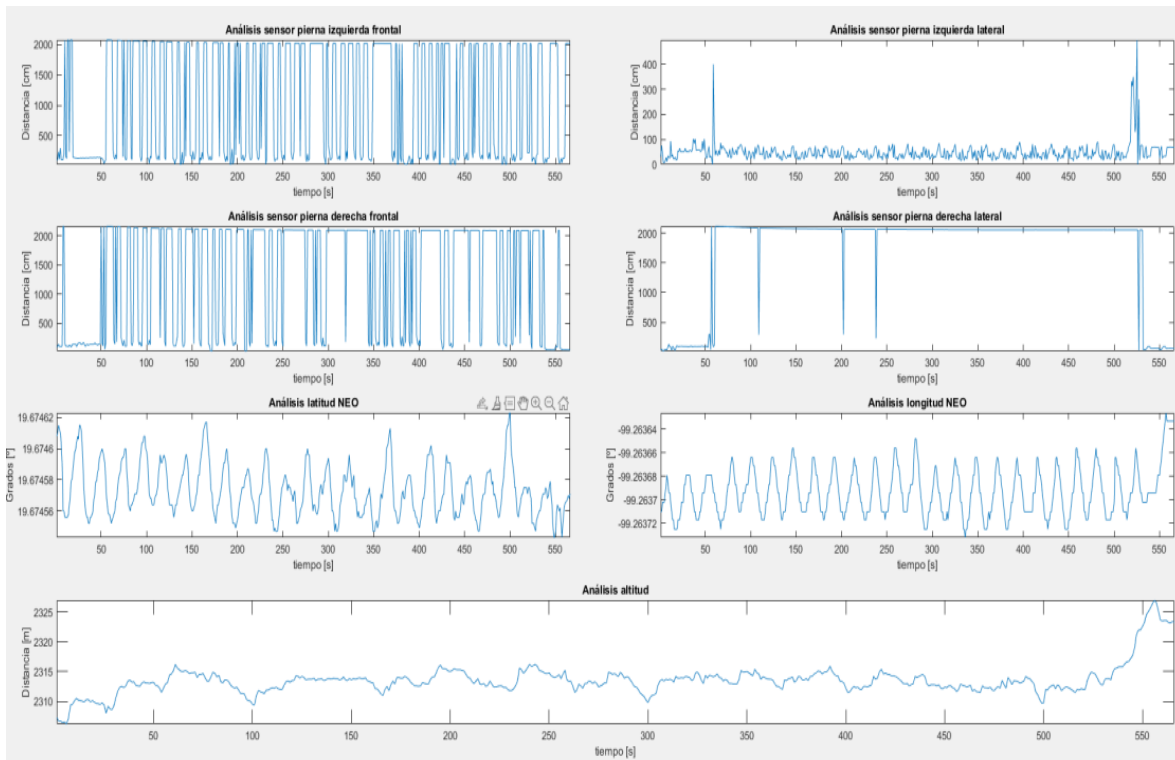 Análisis sensor pierna izquierda frontal
Distancia [cm]
2000
1500
1000
500
50 100 150 200 250 300 350 400 450 500 550
tiempo [s]
Análisis sensor pierna izquierda lateral
Distancia [cm]
400
300
200
100
0
50 100 150 200 250 300 350 400 450 500 550
tiempo [s]
Análisis sensor pierna derecha frontal
Distancia [cm]
2000
1500
1000
500
50 100 150 200 250 300 350 400 450 500 550
tiempo [s]
Análisis sensor pierna derecha lateral
Distancia [cm]
2000
1500
1000
500
50 100 150 200 250 300 350 400 450 500 550
tiempo [s]
Análisis latitud NEO
Grados [º]
19.67462
19.6746
19.67458
19.67456
50 100 150 200 250 300 350 400 450 500 550
tiempo [s]
Análisis longitud NEO
Grados [º]
-99.26364
-99.26366
-99.26368
-99.2637
-99.26372
50 100 150 200 250 300 350 400 450 500 550
tiempo [s]
Análisis altitud
Distancia [m]
2325
2320
2315
2310
50 100 150 200 250 300 350 400 450 500 550
tiempo [s]